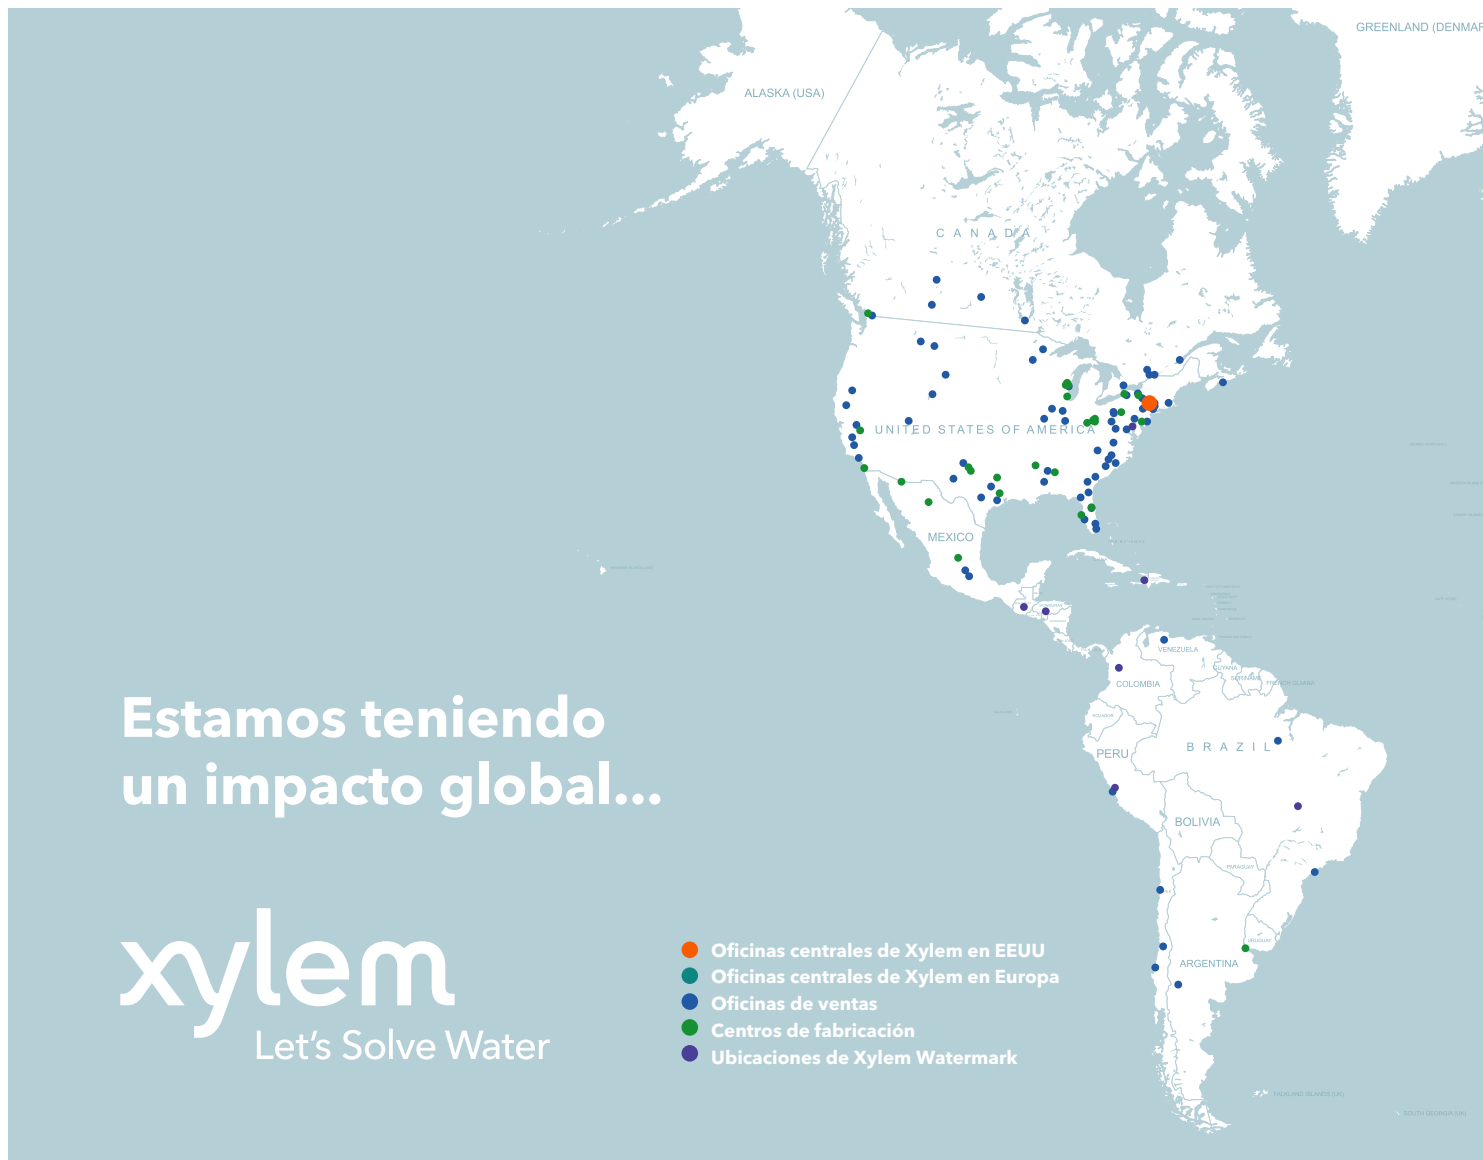 GREENLAND (DENMAR
ALASKA (USA)
C A N A D A
UNITED STATES OF AMERICA
MEXICO
VENEZUELA
GUYANA
SURINAME
FRENCH GUIANA
COLOMBIA
ECUADOR
PERU
B R A Z I L
BOLIVIA
PARAGUAY
URUGUAY
ARGENTINA
FALKLAND ISLANDS (UK)
SOUTH GEORGIA (UK)
Estamos teniendo
un impacto global...
xylem
Let's Solve Water
Oficinas centrales de Xylem en EEUU
Oficinas centrales de Xylem en Europa
Oficinas de ventas
Centros de fabricación
Ubicaciones de Xylem Watermark